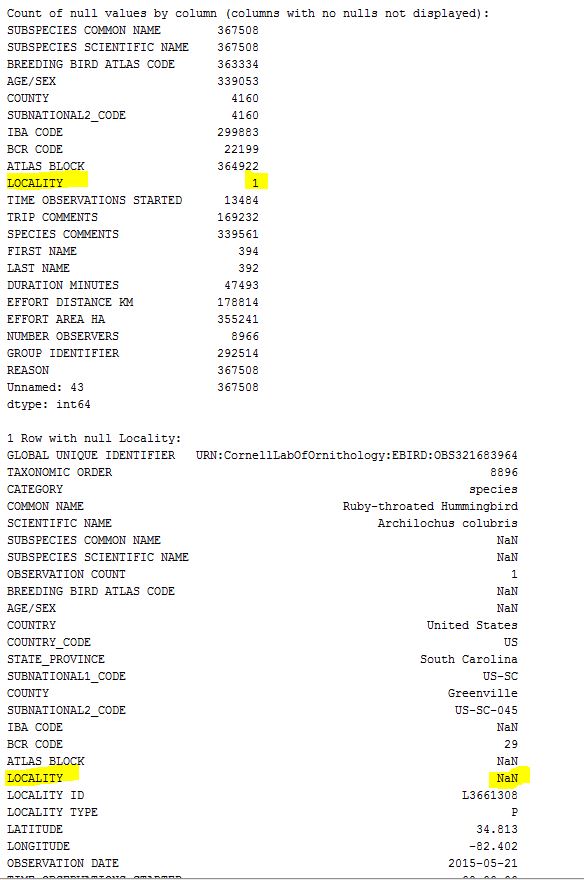 Count of null values by column (columns with no nulls not displayed):
SUBSPECIES COMMON NAME 367508
SUBSPECIES SCIENTIFIC NAME 367508
BREEDING BIRD ATLAS CODE 363334
AGE/SEX 339053
COUNTY 4160
SUBNATIONAL2_CODE 4160
IBA CODE 299883
BCR CODE 22199
ATLAS BLOCK 364922
LOCALITY 1
TIME OBSERVATIONS STARTED 13484
TRIP COMMENTS 169232
SPECIES COMMENTS 339561
FIRST NAME 394
LAST NAME 392
DURATION MINUTES 47493
EFFORT DISTANCE KM 178814
EFFORT AREA HA 355241
NUMBER OBSERVERS 8966
GROUP IDENTIFIER 292514
REASON 367508
Unnamed: 43 367508
dtype: int64
1 Row with null Locality:
GLOBAL UNIQUE IDENTIFIER URN:CornellLabOfOrnithology:EBIRD:OBS321683964
TAXONOMIC ORDER 8896
CATEGORY species
COMMON NAME Ruby-throated Hummingbird
SCIENTIFIC NAME Archilochus colubris
SUBSPECIES COMMON NAME NaN
SUBSPECIES SCIENTIFIC NAME NaN
OBSERVATION COUNT 1
BREEDING BIRD ATLAS CODE NaN
AGE/SEX NaN
COUNTRY United States
COUNTRY_CODE US
STATE_PROVINCE South Carolina
SUBNATIONAL1_CODE US-SC
COUNTY Greenville
SUBNATIONAL2_CODE US-SC-045
IBA CODE NaN
BCR CODE 29
ATLAS BLOCK NaN
LOCALITY NaN
LOCALITY ID L3661308
LOCALITY TYPE P
LATITUDE 34.813
LONGITUDE -82.402
OBSERVATION DATE 2015-05-21
TIME OBSERVATIONS STARTED